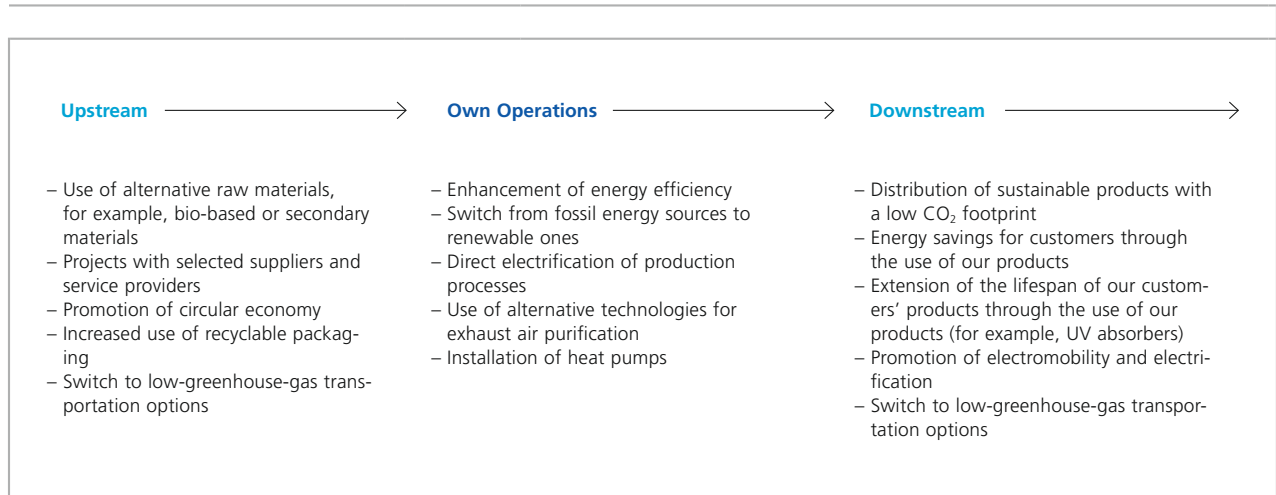 Upstream
– Use of alternative raw materials,
for example, bio-based or secondary
materials
– Projects with selected suppliers and
service providers
– Promotion of circular economy
– Increased use of recyclable packag-
ing
– Switch to low-greenhouse-gas trans-
portation options
Own Operations
– Enhancement of energy efficiency
– Switch from fossil energy sources to
renewable ones
– Direct electrification of production
processes
– Use of alternative technologies for
exhaust air purification
– Installation of heat pumps
Downstream
– Distribution of sustainable products with
a low CO₂ footprint
– Energy savings for customers through
the use of our products
– Extension of the lifespan of our custom-
ers’ products through the use of our
products (for example, UV absorbers)
– Promotion of electromobility and electri-
fication
– Switch to low-greenhouse-gas transpor-
tation options